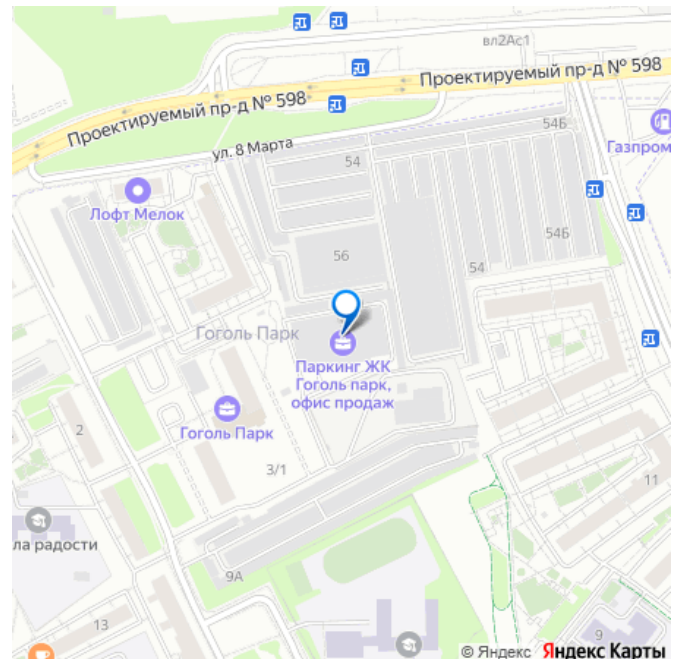 вл2Ас1
Проектируемый пр-д № 598
Проектируемый пр-д № 598
ул. 8 Марта
54Б
Газпром
54
Лофт Мелок
54Б
56
54
Гоголь Парк
Паркинг ЖК
Гоголь парк,
офис продаж
Гоголь Парк
2
3/1
11
ла радости
9А
13
9
© Яндекс Яндекс Карты